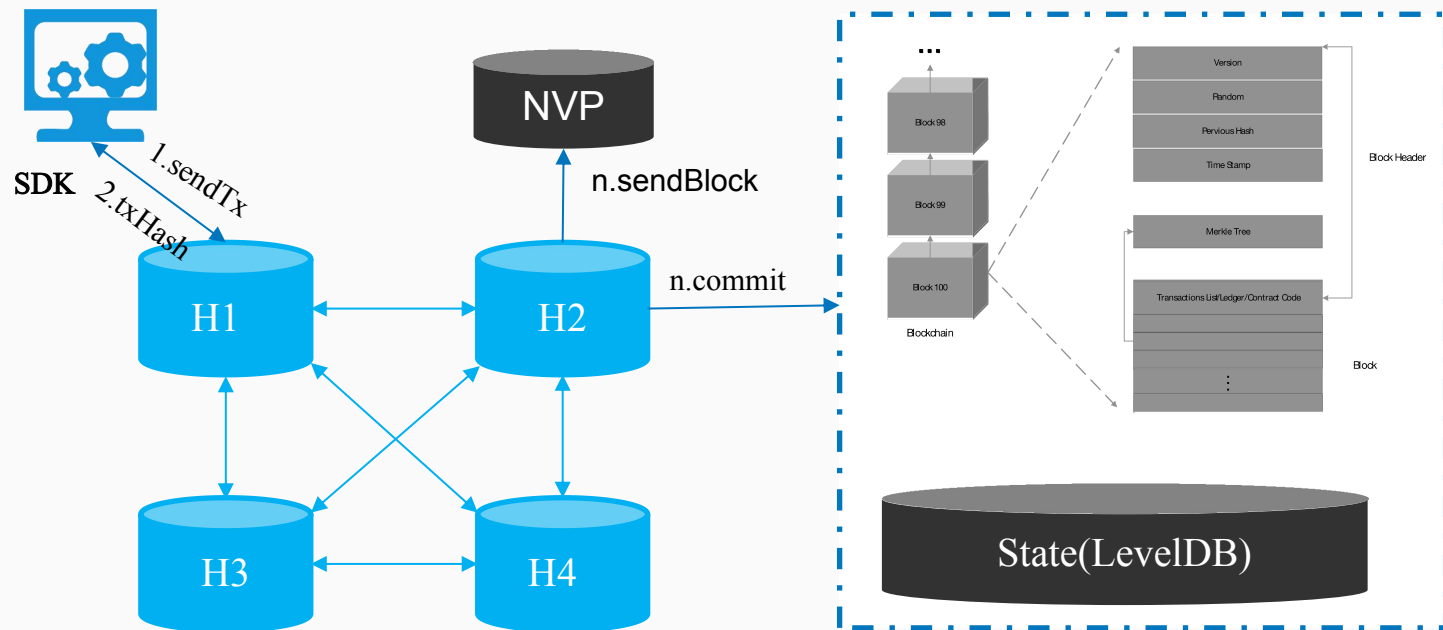 SDK
1.sendTx
2.txHash
NVP
n.sendBlock
n.commit
H1
H2
H3
H4
...
Block 98
Block 99
Block 100
Blockchain
Version
Random
Pervious Hash
Time Stamp
Block Header
Merkle Tree
Transactions List/Ledger/Contract Code
⋮
Block
State(LevelDB)